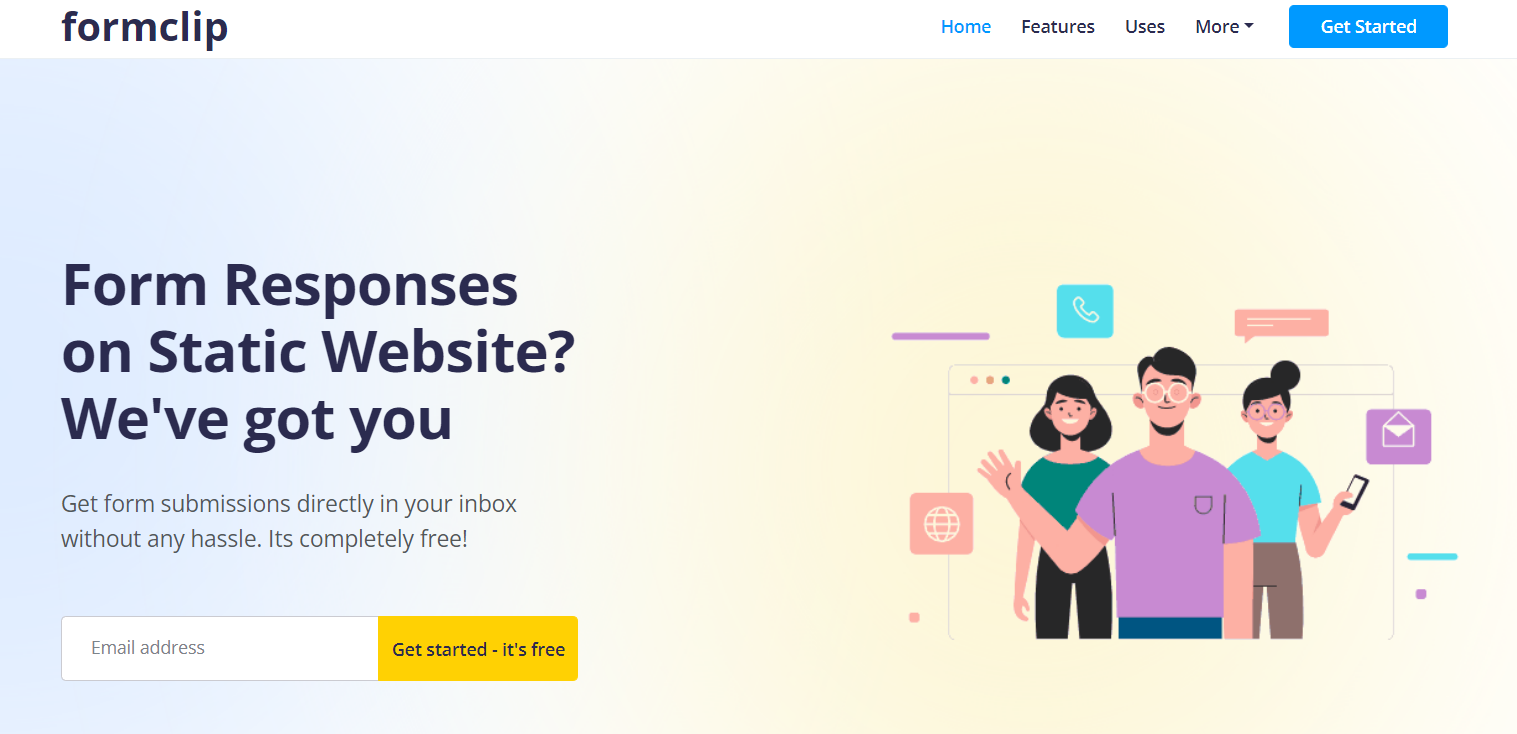 formclip
Home Features Uses More Get Started
Form Responses
on Static Website?
We've got you
Get form submissions directly in your inbox
without any hassle. Its completely free!
Email address Get started - it's free